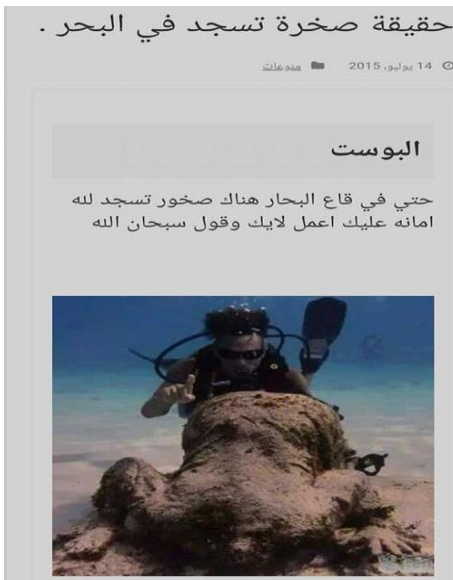 حقيقة صخرة تسجد في البحر .
14 يوليو، 2015 منوعات
البوست
حتي في قاع البحار هناك صخور تسجد لله
امانه عليك اعمل لايك وقول سبحان الله